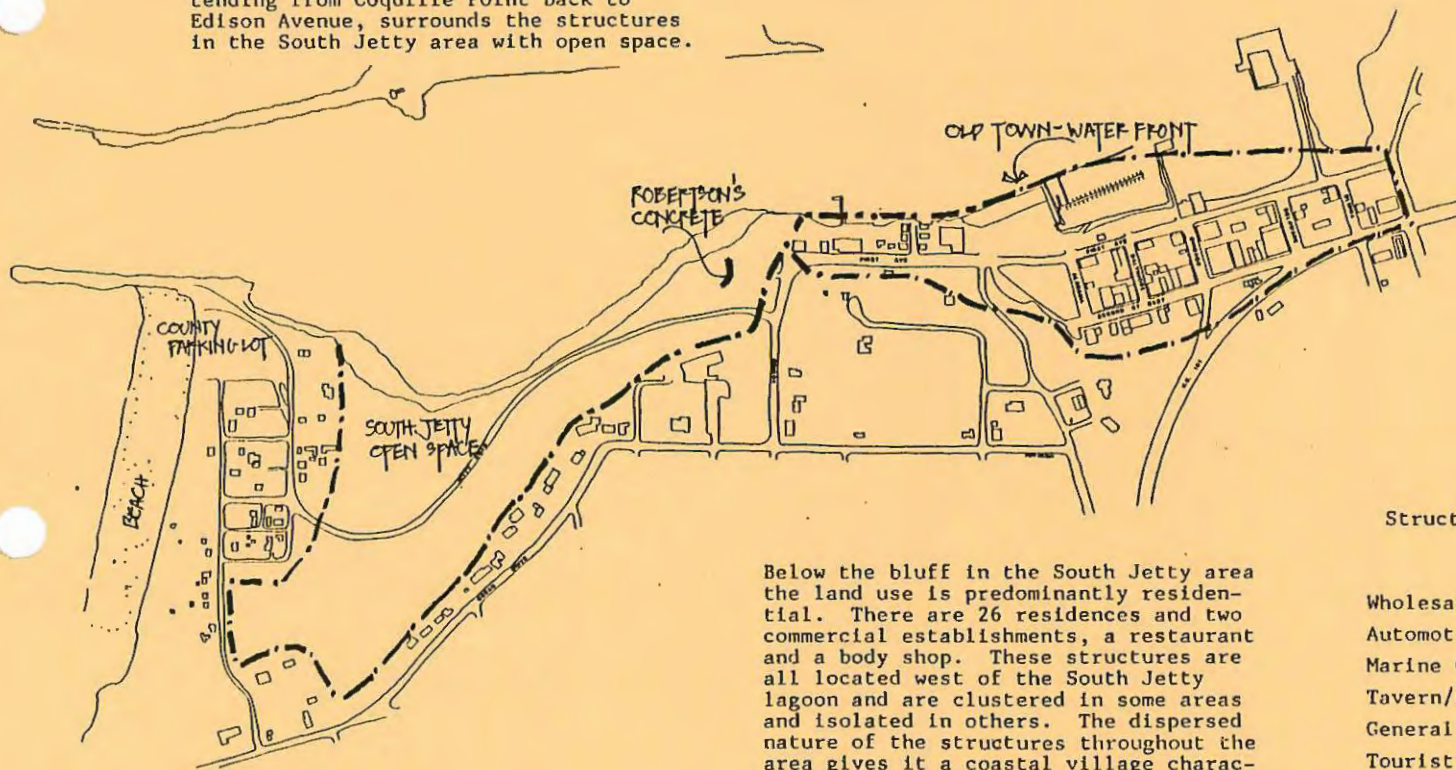 tending from Coquille Point back to
Edison Avenue, surrounds the structures
in the South Jetty area with open space.
OLD TOWN-WATER FRONT
ROBERTSON'S
CONCRETE
FIRST AVE
COUNTY
PARKING LOT
SOUTH JETTY
OPEN SPACE
BEACH
Struct
Below the bluff in the South Jetty area
the land use is predominantly residen-
tial. There are 26 residences and two
commercial establishments, a restaurant
and a body shop. These structures are
all located west of the South Jetty
lagoon and are clustered in some areas
and isolated in others. The dispersed
nature of the structures throughout the
area gives it a coastal village charac-
Wholesa
Automot
Marine
Tavern/
General
Tourist